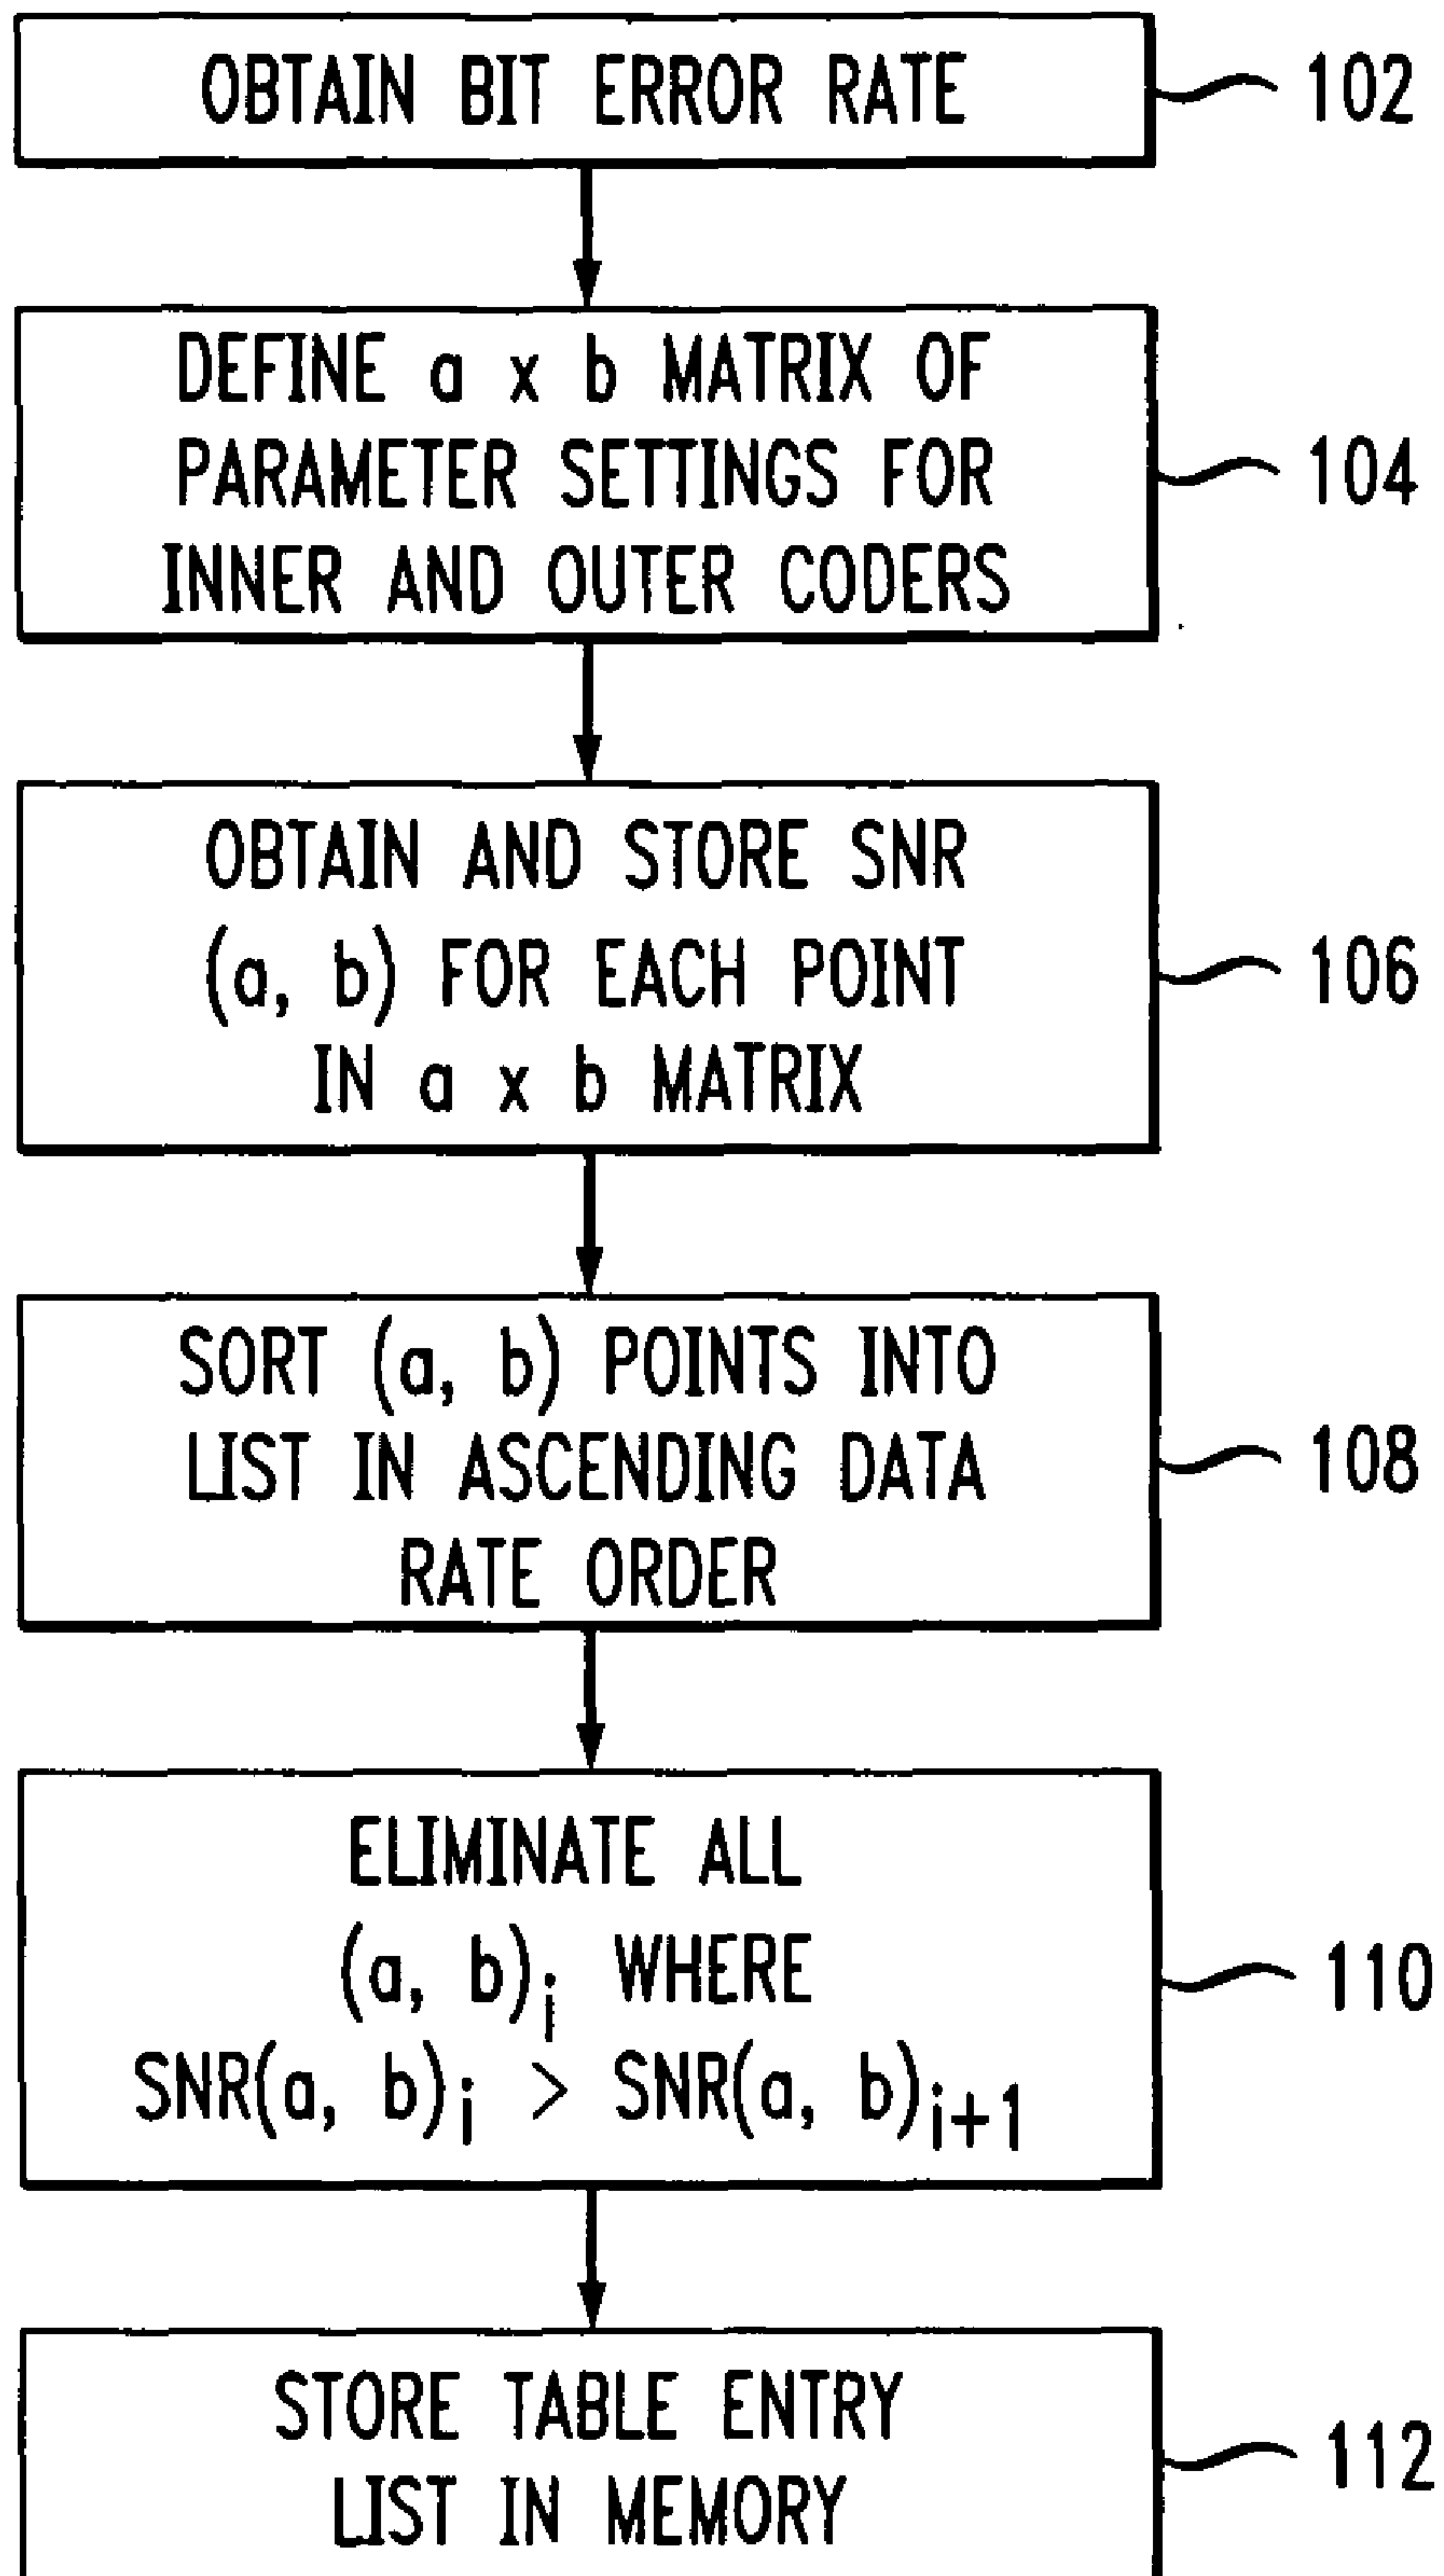 OBTAIN BIT ERROR RATE
102
DEFINE a x b MATRIX OF
PARAMETER SETTINGS FOR
INNER AND OUTER CODERS
104
OBTAIN AND STORE SNR
(a, b) FOR EACH POINT
IN a x b MATRIX
106
SORT (a, b) POINTS INTO
LIST IN ASCENDING DATA
RATE ORDER
108
ELIMINATE ALL
(a, b)i WHERE
SNR(a, b)i > SNR(a, b)i+1
110
STORE TABLE ENTRY
LIST IN MEMORY
112